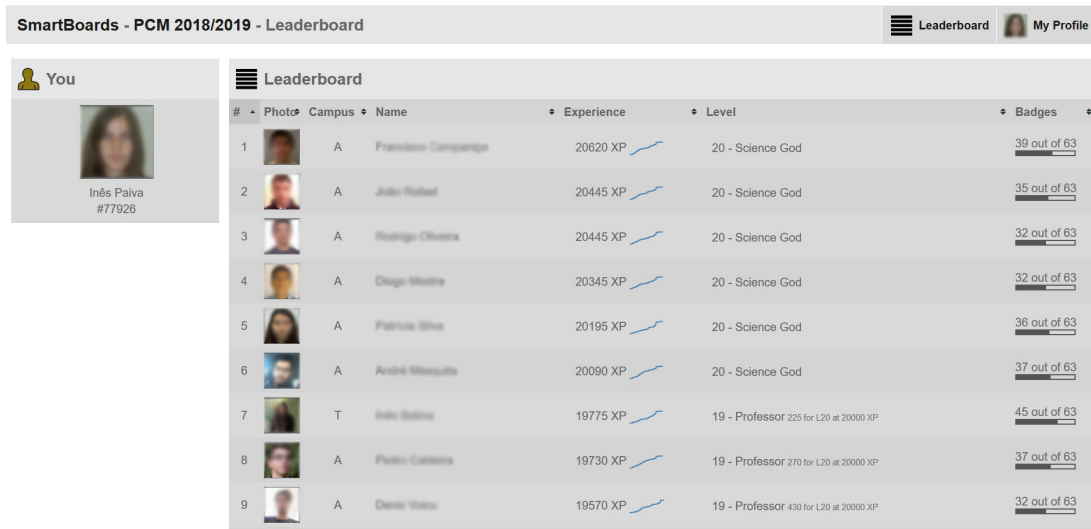 SmartBoards - PCM 2018/2019 - Leaderboard
Leaderboard
My Profile
You
Inês Paiva
#77926
Leaderboard
# Photo Campus Name Experience Level Badges
1 A 20620 XP 20 - Science God 39 out of 63
2 A 20445 XP 20 - Science God 35 out of 63
3 A 20445 XP 20 - Science God 32 out of 63
4 A 20345 XP 20 - Science God 32 out of 63
5 A 20195 XP 20 - Science God 36 out of 63
6 A 20090 XP 20 - Science God 37 out of 63
7 T 19775 XP 19 - Professor 225 for L20 at 20000 XP 45 out of 63
8 A 19730 XP 19 - Professor 270 for L20 at 20000 XP 37 out of 63
9 A 19570 XP 19 - Professor 430 for L20 at 20000 XP 32 out of 63